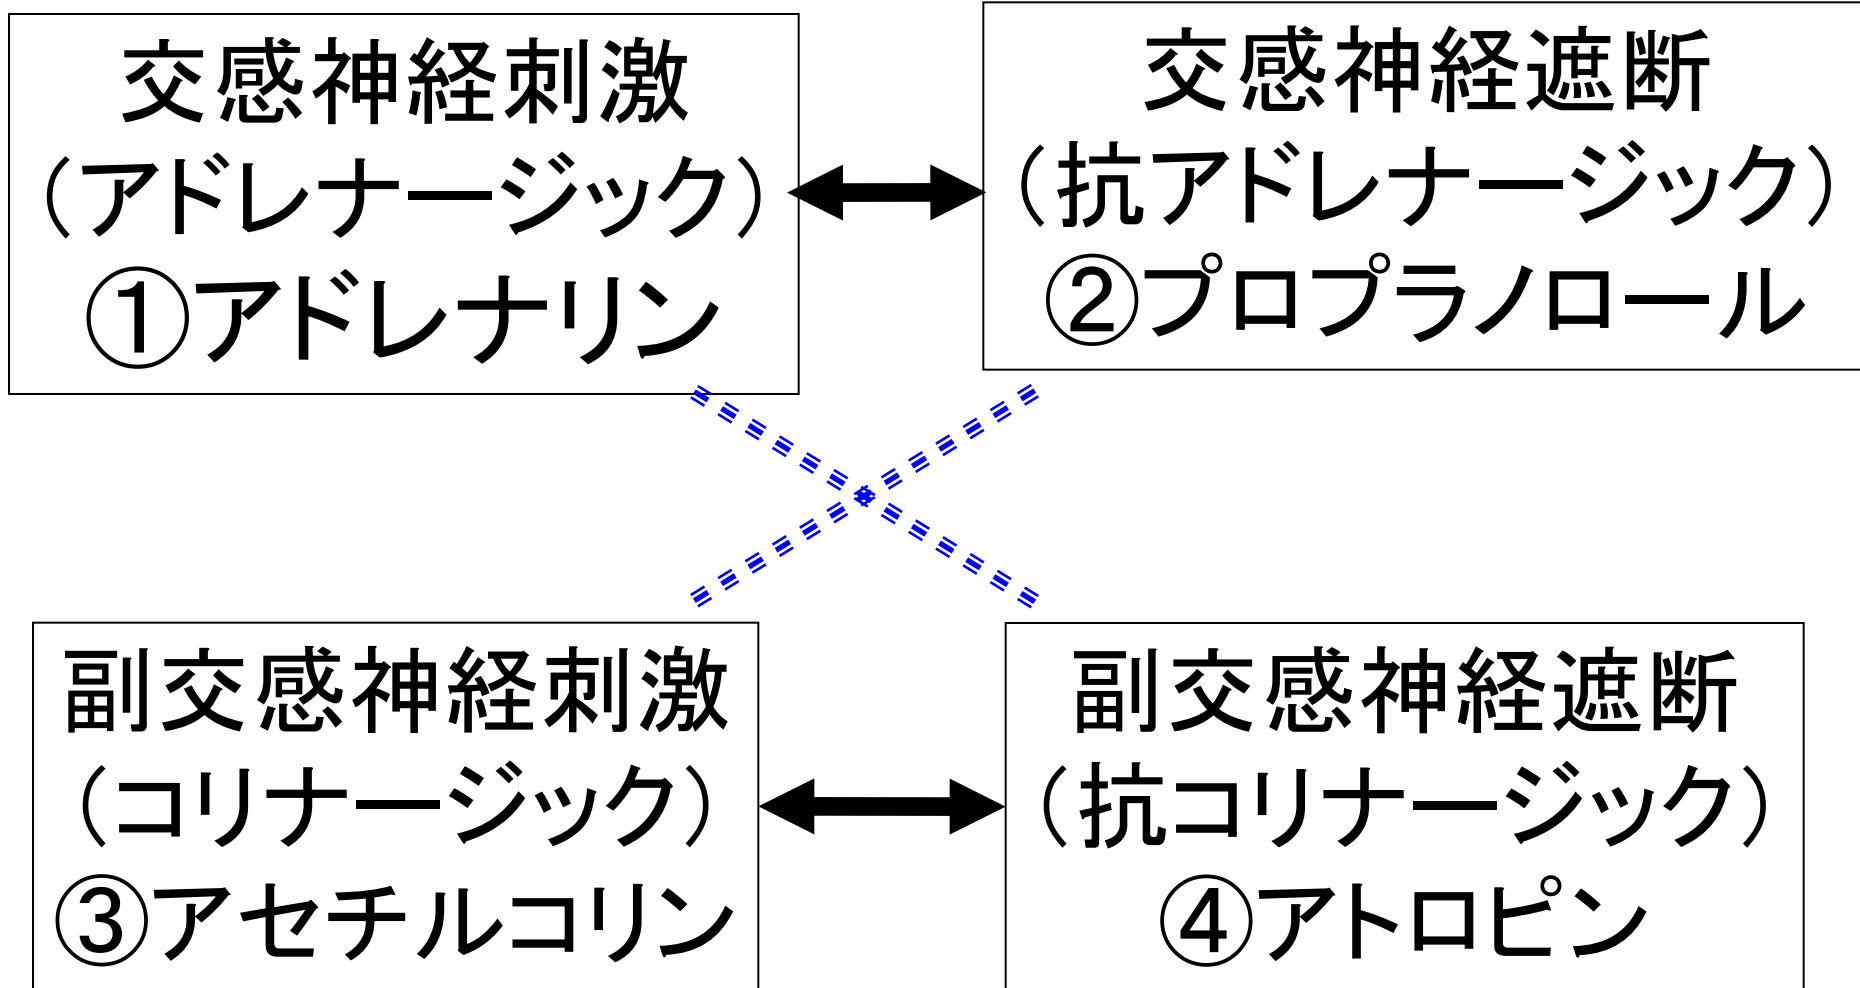 交感神経刺激
（アドレナージック）
①アドレナリン
交感神経遮断
（抗アドレナージック）
②プロプラノロール
副交感神経刺激
（コリナージック）
③アセチルコリン
副交感神経遮断
（抗コリナージック）
④アトロピン